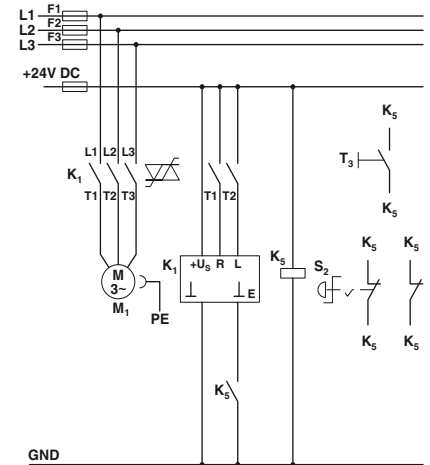 L1 F1
L2 F2
L3 F3
+24V DC
K5
L1 L2 L3
K1
T3
T1 T2 T3
T1 T2
K5
K1 +US R L
K5
S2
K5 K5
M
3~
E
M1
PE
K5 K5
K5
GND